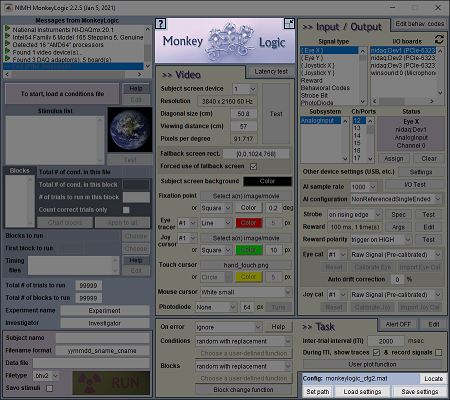 NIMH MonkeyLogic 2.2.5 (Jan 7, 2021)
Messages from MonkeyLogic
National Instruments NI-DAQmx 20.1
Intel64 Family 6 Model 165 Stepping 5, Genuine
Detected 16 "AMD64" processors
Found 1 video device(s)...
Found 3 DAQ adaptor(s), 5 board(s)
To start, load a conditions file
Help
Edit
Stimulus list
Test
Blocks
Total # of cond. in this file
Total # of cond. in this block
# of trials to run in this block
Count correct trials only
Chart blocks
Apply to all
Blocks to run
Choose
First block to run
Choose
Timing files
Help
Edit
Total # of trials to run
99999
Total # of blocks to run
99999
Experiment name
Experiment
Investigator
Investigator
Subject name
Filename format
yymmdd_sname_cname
Data file
Filetype
.bhv2
Save stimuli
RUN
?
Monkey Logic
>> Video
Latency test
Subject screen device
1
Resolution
3840 x 2160 60 Hz
Diagonal size (cm)
50.8
Viewing distance (cm)
57
Pixels per degree
91.717
Test
Fallback screen rect.
[0,0,1024,768]
Forced use of fallback screen
Subject screen background
Color
Fixation point
Select a(n) image/movie
or
Square
Color
0.2
deg
Eye tracer
#1
Line
Color
5
px
Joy cursor
#1
Select a(n) image/movie
or
Square
Color
10
px
Touch cursor
hand_touch.png
or
Circle
Color
5
px
Mouse cursor
White small
Photodiode
None
64
px
Tune
On error
ignore
Help
Conditions
random with replacement
Choose a user-defined function
Blocks
random with replacement
Choose a user-defined function
Block change function
>> Input / Output
Edit behav. codes
Signal type
I/O boards
( Eye X )
( Eye Y )
( Joystick X )
( Joystick Y )
Reward
Behavioral Codes
Strobe Bit
PhotoDiode
nidaq:Dev1 (PCIe-6323)
nidaq:Dev2 (PCIe-6323)
nidaq:Dev3 (PCIe-6323)
winsound:0 (Microphon
Subsystem
Ch/Ports
Status
AnalogInput
12
13
14
15
16
17
18
Eye X
nidaq:Dev1
AnalogInput
Channel 0
Assign
Clear
Other device settings (USB, etc.)
Settings
AI sample rate
1000
I/O Test
AI configuration
NonReferencedSingleEnded
Strobe
on rising edge
Spec
Test
Reward
100 ms, 1 time(s)
Args
Edit
Reward polarity
trigger on HIGH
Test
Eye cal
#1
Raw Signal (Pre-calibrated)
Reset
Calibrate Eye
Import Eye Cal
Auto drift correction
0
%
Joy cal
#1
Raw Signal (Pre-calibrated)
Reset
Calibrate Joy
Import Joy Cal
>> Task
Alert OFF
Edit
Inter-trial interval (ITI)
2000
msec
During ITI, show traces
& record signals
User plot function
Config:
monkeylogic_cfg2.mat
Locate
Set path
Load settings
Save settings